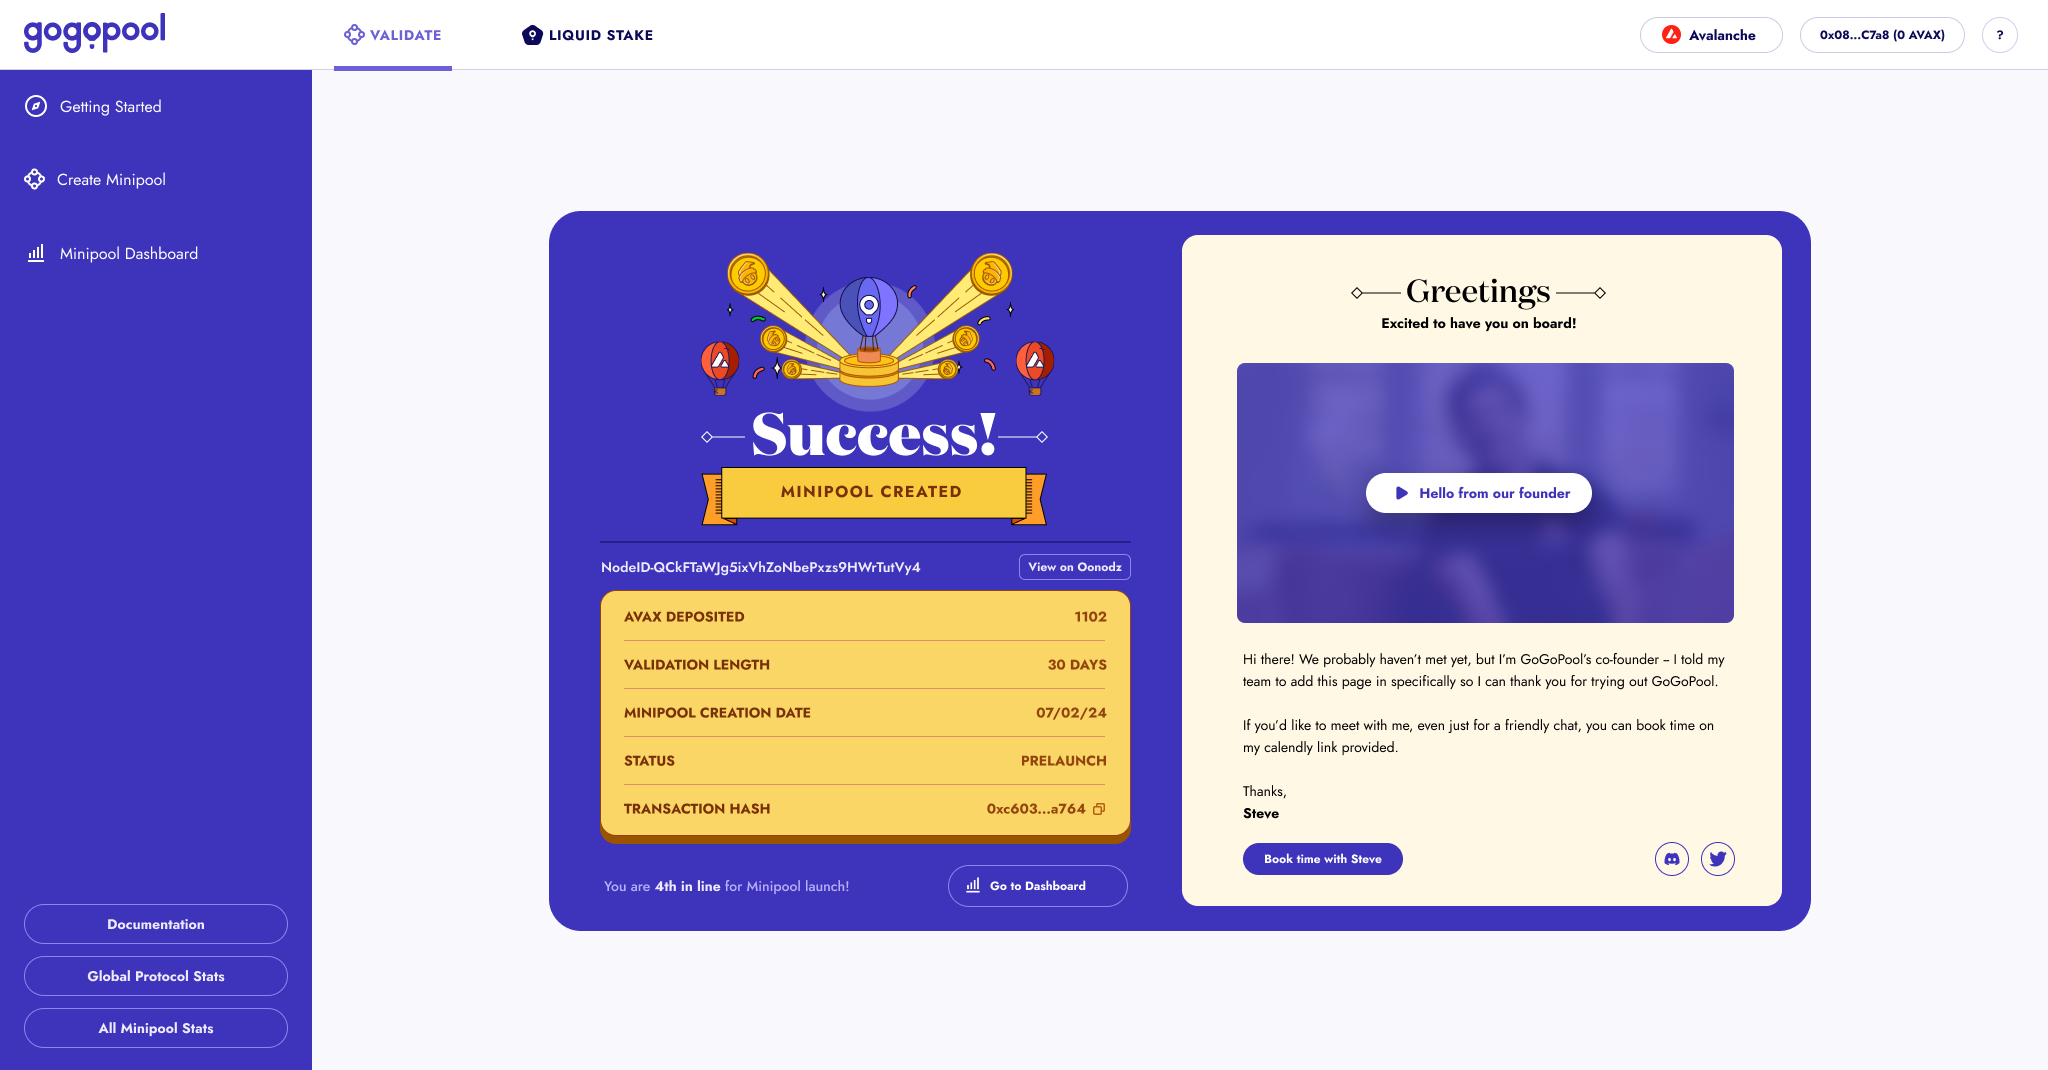 gogopool
VALIDATE
LIQUID STAKE
Avalanche
0x08...C7a8 (0 AVAX)
?
Getting Started
Create Minipool
Minipool Dashboard
Documentation
Global Protocol Stats
All Minipool Stats
Success!
MINIPOOL CREATED
NodeID-QCkFTaWJg5ixVhZoNbePxzs9HWrTutVy4
View on Oonodz
AVAX DEPOSITED 1102
VALIDATION LENGTH 30 DAYS
MINIPOOL CREATION DATE 07/02/24
STATUS PRELAUNCH
TRANSACTION HASH 0xc603...a764
You are 4th in line for Minipool launch!
Go to Dashboard
Greetings
Excited to have you on board!
Hello from our founder
Hi there! We probably haven't met yet, but I'm GoGoPool's co-founder – I told my
team to add this page in specifically so I can thank you for trying out GoGoPool.
If you'd like to meet with me, even just for a friendly chat, you can book time on
my calendly link provided.
Thanks,
Steve
Book time with Steve